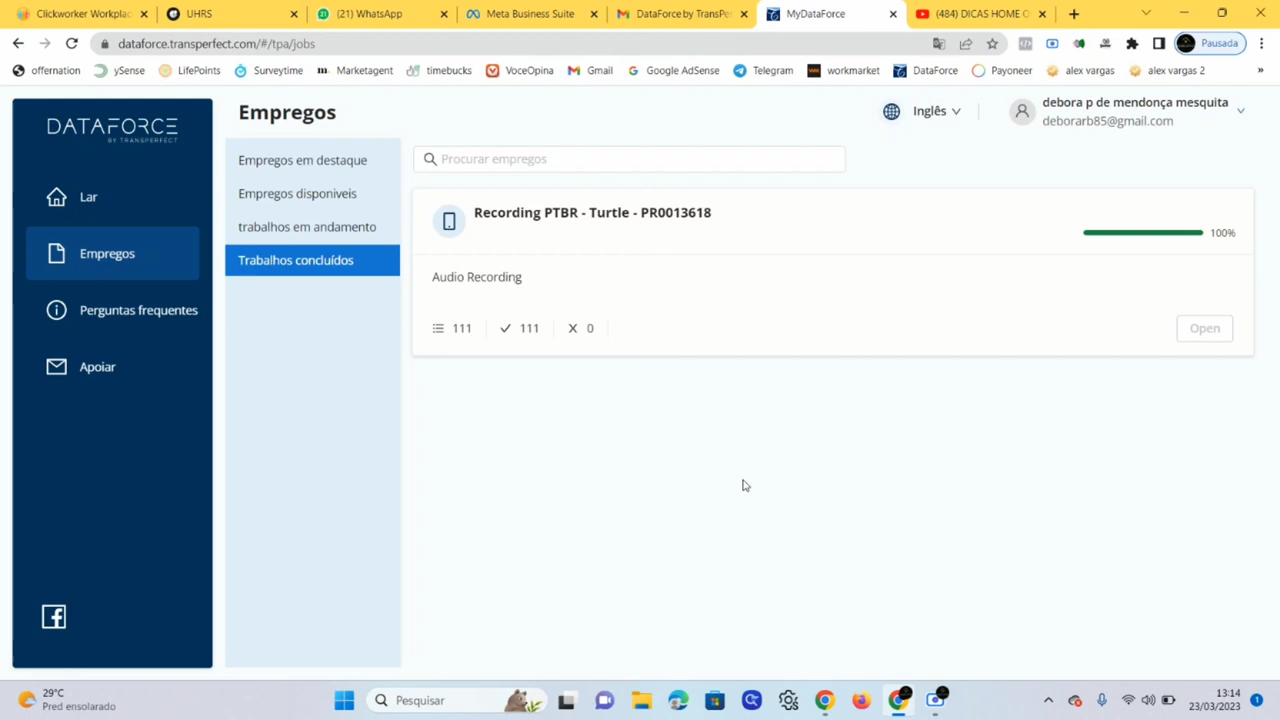 Clickworker Workplac
UHRS
(21) WhatsApp
Meta Business Suite
DataForce by TransPer
MyDataForce
(484) DICAS HOME O
dataforce.transperfect.com/#/tpa/jobs
Pausada
offernation
ySense
LifePoints
Surveytime
Marketagent
timebucks
VoceOpina
Gmail
Google AdSense
Telegram
workmarket
DataForce
Payoneer
alex vargas
alex vargas 2
»
DATAFORCE
BY TRANSPERFECT
Lar
Empregos
Perguntas frequentes
Apoiar
Empregos
Inglês
debora p de mendonça mesquita
deborarb85@gmail.com
Empregos em destaque
Empregos disponiveis
trabalhos em andamento
Trabalhos concluídos
Procurar empregos
Recording PTBR - Turtle - PR0013618
100%
Audio Recording
111
111
0
Open
29°C
Pred ensolarado
Pesquisar
13:14
23/03/2023
1